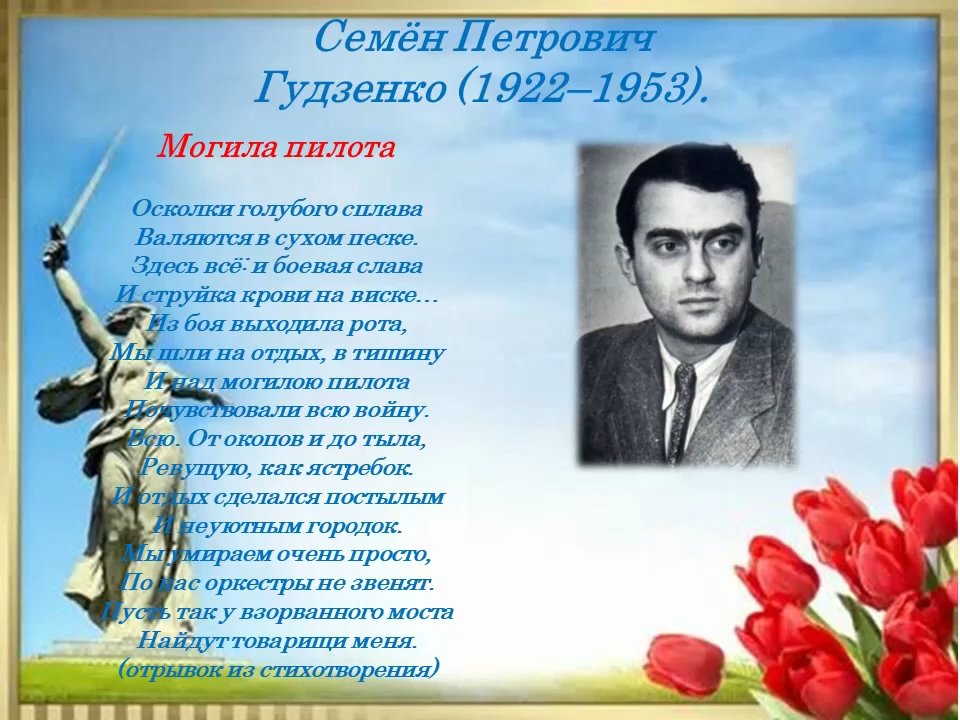 Семён Петрович
Гудзенко (1922–1953).
Могила пилота
Осколки голубого сплава
Валяются в сухом песке.
Здесь всё: и боевая слава
И струйка крови на виске…
Из боя выходила рота,
Мы шли на отдых, в тишину
И над могилою пилота
Почувствовали всю войну.
Всю. От окопов и до тыла,
Ревущую, как ястребок.
И отдых сделался постылым
И неуютным городок.
Мы умираем очень просто,
По нас оркестры не звенят.
Пусть так у взорванного моста
Найдут товарищи меня.
(отрывок из стихотворения)